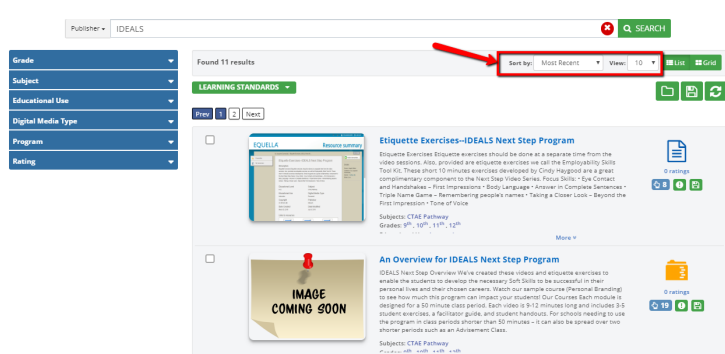 Publisher IDEALS SEARCH
Grade
Subject
Educational Use
Digital Media Type
Program
Rating
Found 11 results
Sort by: Most Recent View: 10 List Grid
LEARNING STANDARDS
Prev 1 2 Next
EQUELLA Resource summary
Etiquette Exercises--IDEALS Next Step Program
Etiquette Exercises Etiquette exercises should be done at a separate time from the
video sessions. Also, provided are etiquette exercises we call the Employability Skills
Tool Kit. These short 10 minutes exercises developed by Cindy Haygood are a great
complimentary component to the Next Step Video Series. Focus Skills: • Eye Contact
and Handshakes – First Impressions • Body Language • Answer in Complete Sentences •
Triple Name Game – Remembering people's names • Taking a Closer Look – Beyond the
First Impression • Tone of Voice
Subjects: CTAE Pathway
Grades: 9th , 10th , 11th , 12th
More
0 ratings
8
IMAGE
COMING SOON
An Overview for IDEALS Next Step Program
IDEALS Next Step Overview We've created these videos and etiquette exercises to
enable the students to develop the necessary Soft Skills to be successful in their
personal lives and their chosen careers. Watch our sample course (Personal Branding)
to see how much this program can impact your students! Our Courses Each module is
designed for a 50 minute class period. Each video is 9-12 minutes long and includes 3-5
student exercises, a facilitator guide, and student handouts. For schools needing to use
the program in class periods shorter than 50 minutes – it can also be spread over two
shorter periods such as an Advisement Class.
Subjects: CTAE Pathway
0 ratings
19